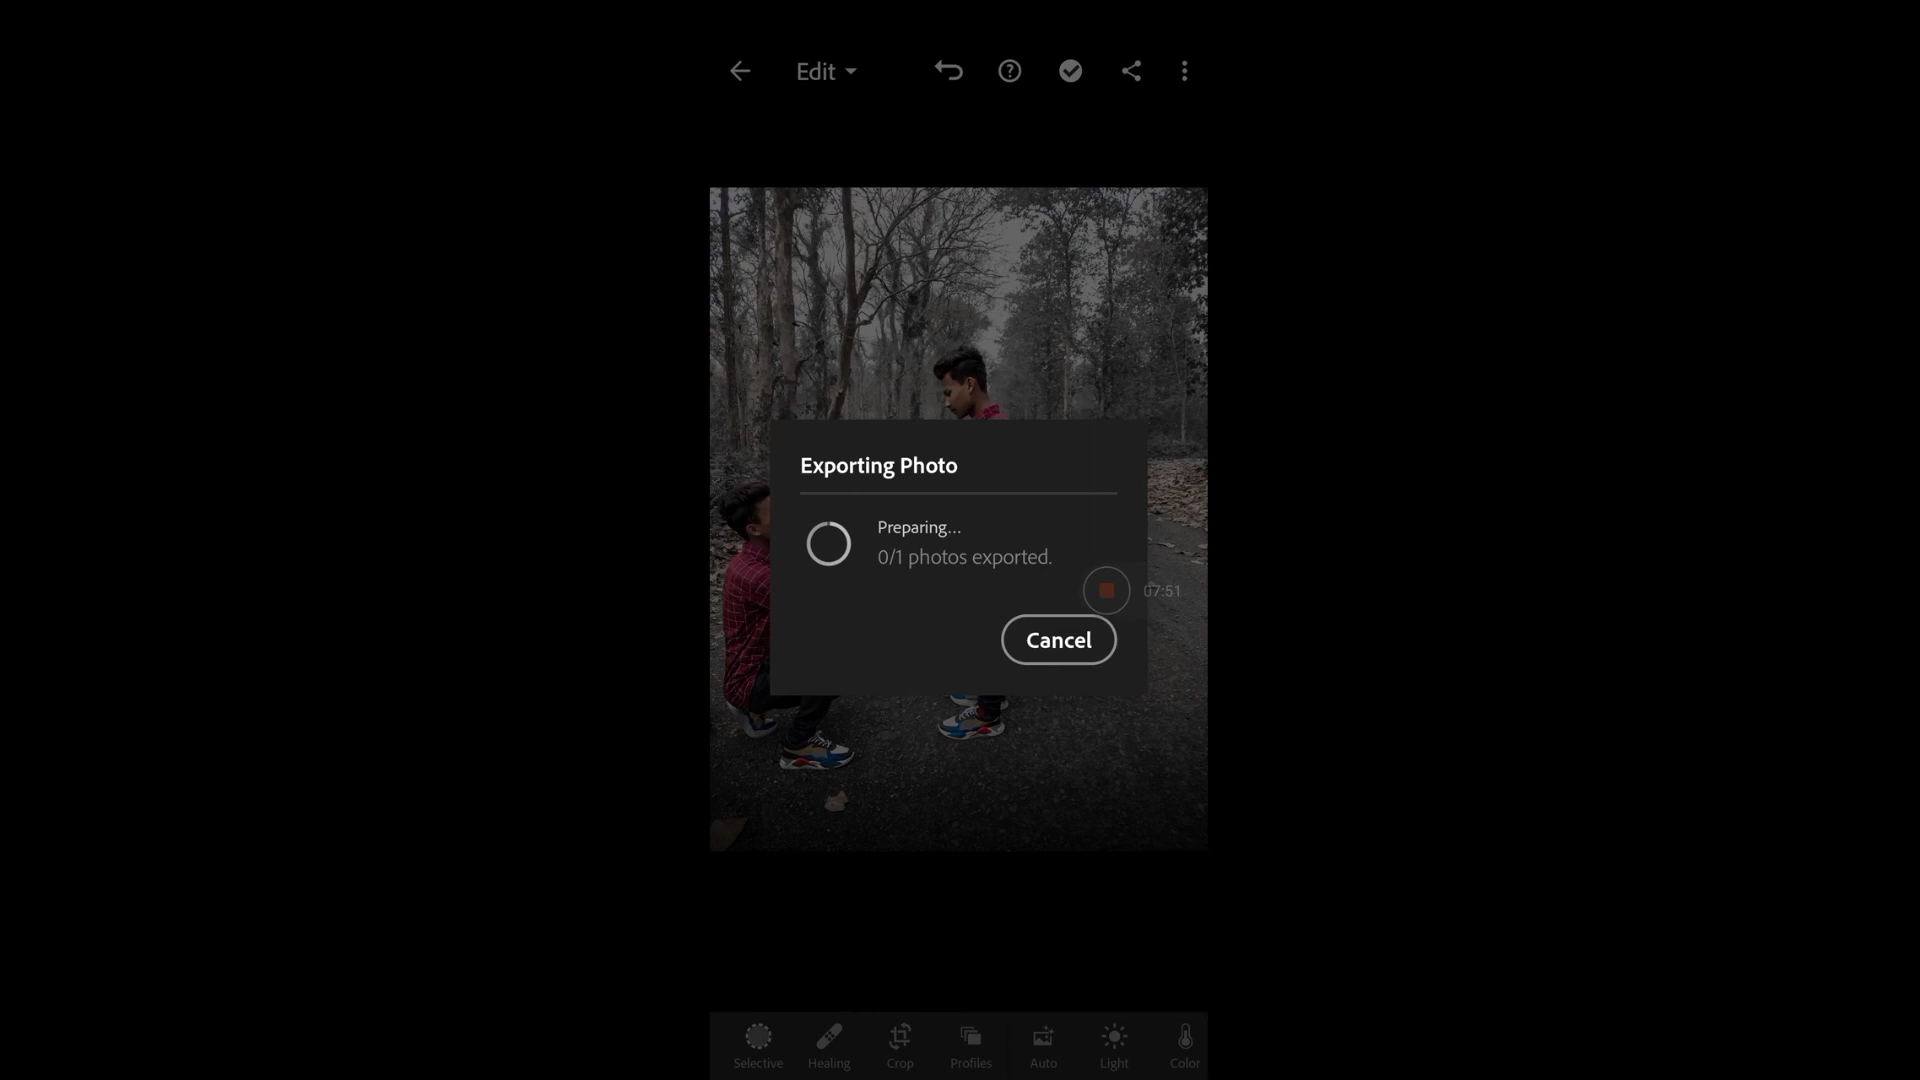 Edit
Exporting Photo
Preparing...
0/1 photos exported.
07:51
Cancel
Selective
Healing
Crop
Profiles
Auto
Light
Color